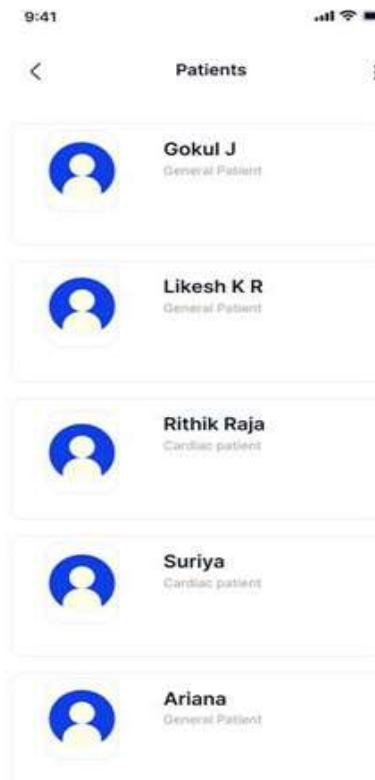 9:41
Patients
Gokul J
General Patient
Likesh K R
General Patient
Rithik Raja
Cardiac patient
Suriya
Cardiac patient
Ariana
General Patient